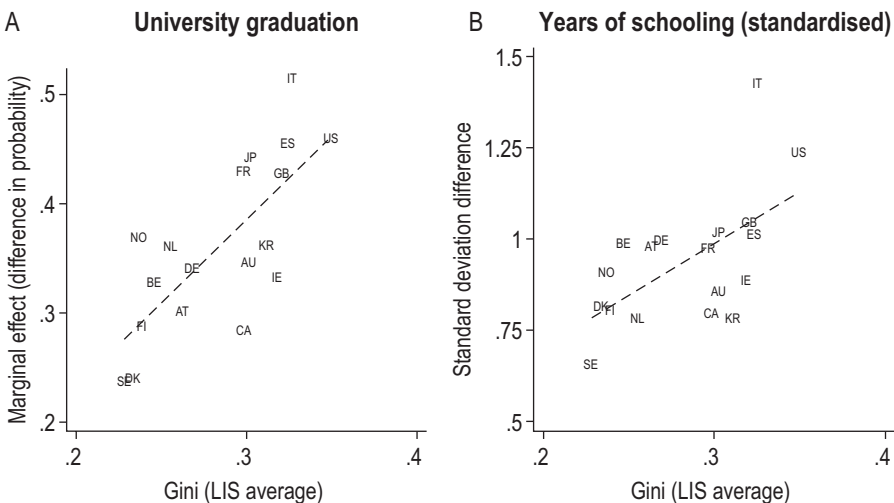 A
University graduation
Marginal effect (difference in probability)
.5
.4
.3
.2
IT
US
ES
JP
FR
GB
NO
NL
KR
AU
DE
IE
BE
AT
FI
CA
SE
DK
.2
.3
.4
Gini (LIS average)
B
Years of schooling (standardised)
Standard deviation difference
1.5
1.25
1
.75
.5
IT
US
GB
JP
ES
DE
BE
AT
FR
NO
IE
AU
DK
FI
CA
NL
KR
SE
.2
.3
.4
Gini (LIS average)